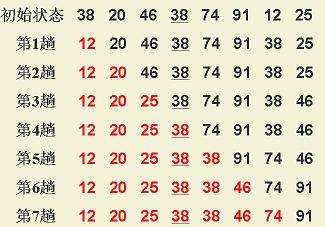 初始状态 38 20 46 38 74 91 12 25
第1趟 12 20 46 38 74 91 38 25
第2趟 12 20 46 38 74 91 38 25
第3趟 12 20 25 38 74 91 38 46
第4趟 12 20 25 38 74 91 38 46
第5趟 12 20 25 38 38 91 74 46
第6趟 12 20 25 38 38 46 74 91
第7趟 12 20 25 38 38 46 74 91